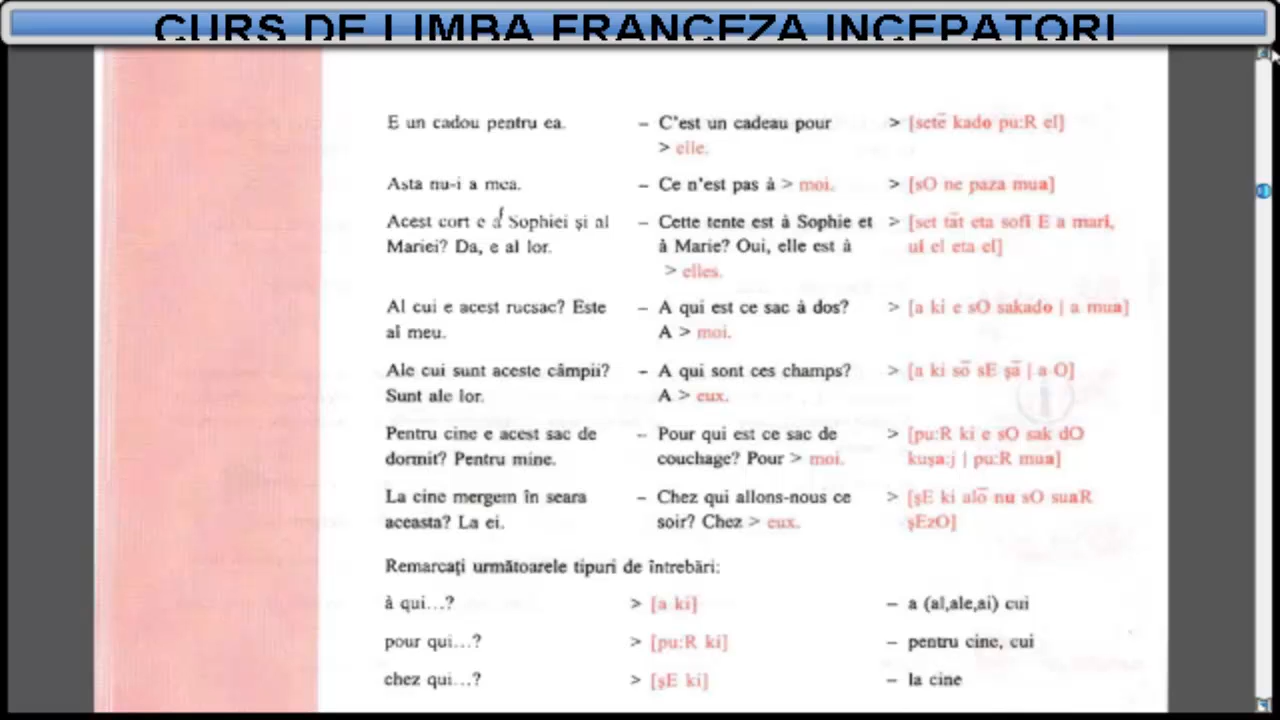 CURS DE LIMBA FRANCEZA INCEPATORI
E un cadou pentru ea. – C'est un cadeau pour > [setẽ kado pu:R el]
> elle.
Asta nu-i a mea. – Ce n'est pas à > moi. > [sO ne paza mua]
Acest cort e al Sophiei și al – Cette tente est à Sophie et > [set tãt eta sofi E a mari,
Mariei? Da, e al lor. à Marie? Oui, elle est à ui el eta el]
> elles.
Al cui e acest rucsac? Este – A qui est ce sac à dos? > [a ki e sO sakado | a mua]
al meu. A > moi.
Ale cui sunt aceste câmpii? – A qui sont ces champs? > [a ki sõ sE șã | a O]
Sunt ale lor. A > eux.
Pentru cine e acest sac de – Pour qui est ce sac de > [pu:R ki e sO sak dO
dormit? Pentru mine. couchage? Pour > moi. kușa:j | pu:R mua]
La cine mergem în seara – Chez qui allons-nous ce > [șE ki alõ nu sO suaR
aceasta? La ei. soir? Chez > eux. șEzO]
Remarcați următoarele tipuri de întrebări:
à qui...? > [a ki] – a (al,ale,ai) cui
pour qui...? > [pu:R ki] – pentru cine, cui
chez qui...? > [șE ki] – la cine